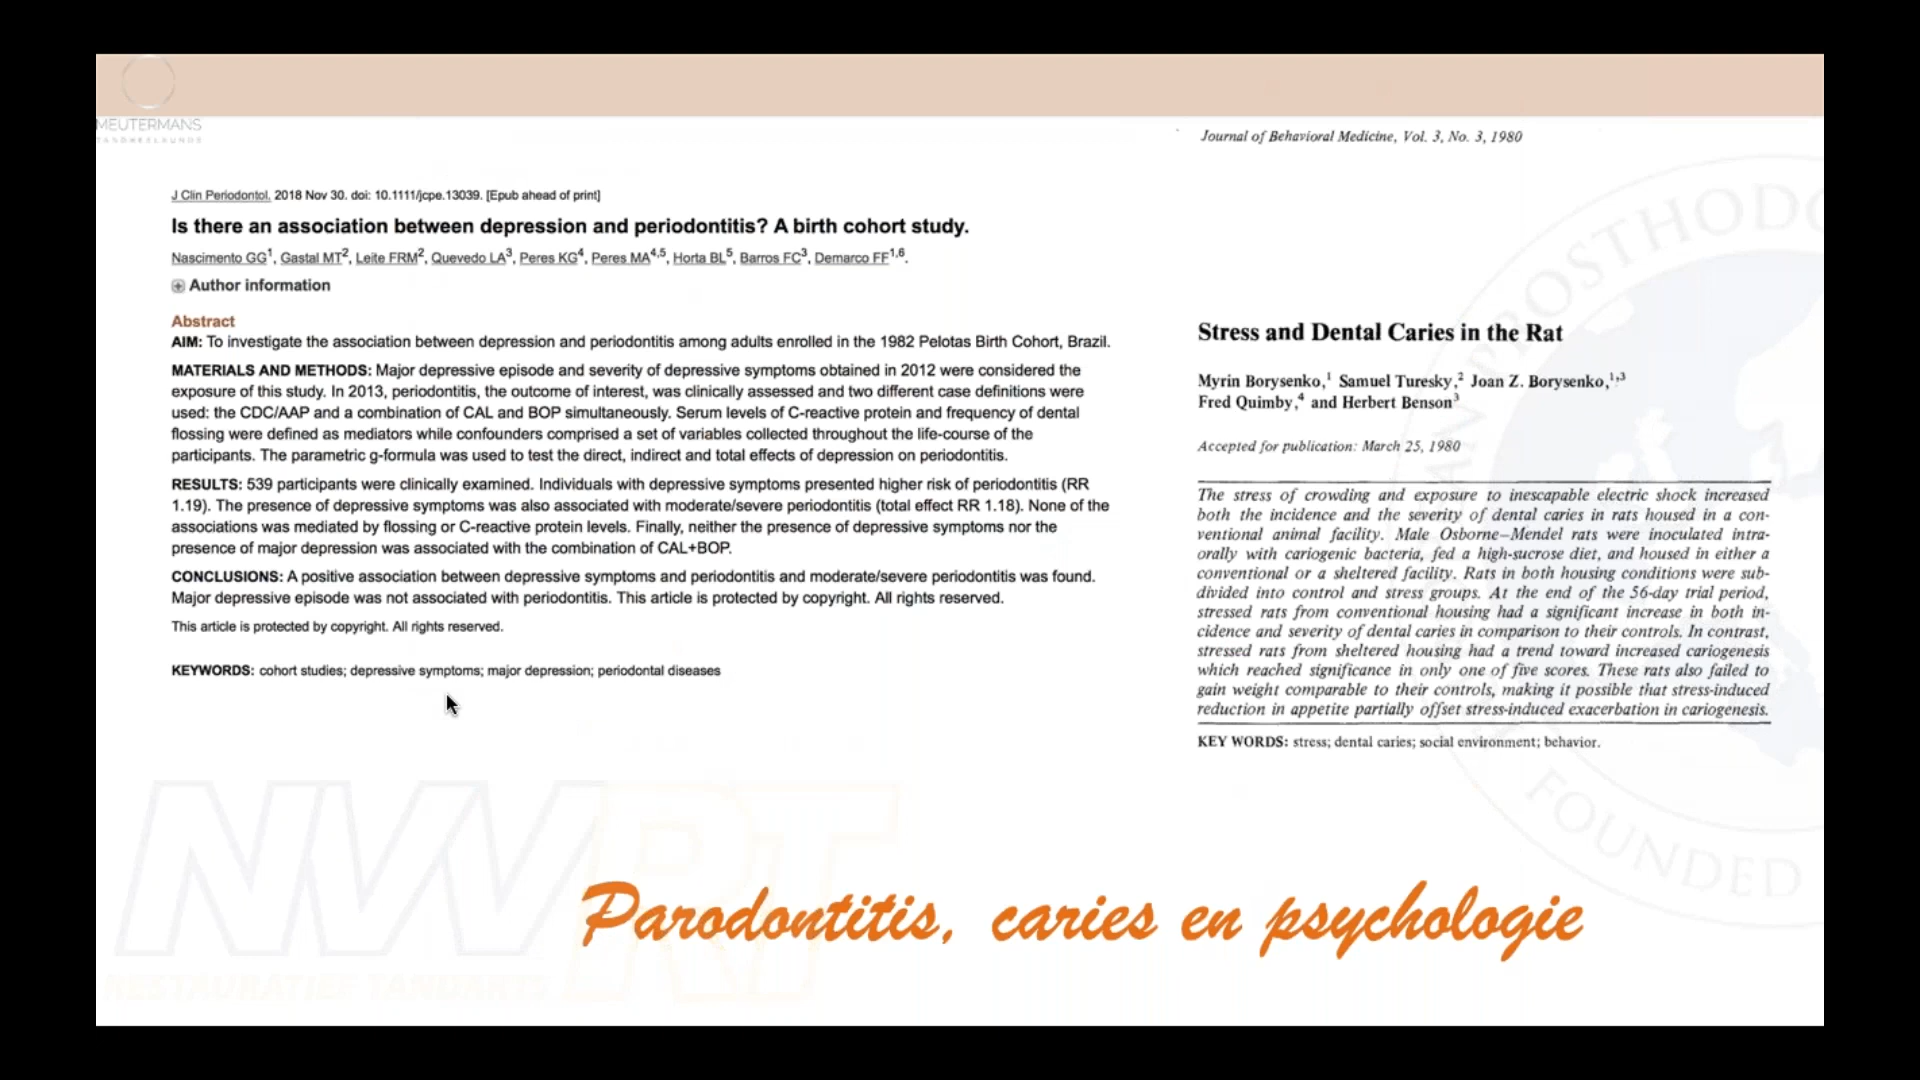 MEUTERMANS
TANDHEELKUNDE
J Clin Periodontol. 2018 Nov 30. doi: 10.1111/jcpe.13039. [Epub ahead of print]
Is there an association between depression and periodontitis? A birth cohort study.
Nascimento GG1, Gastal MT2, Leite FRM2, Quevedo LA3, Peres KG4, Peres MA4,5, Horta BL5, Barros FC3, Demarco FF1,6.
Author information
Abstract
AIM: To investigate the association between depression and periodontitis among adults enrolled in the 1982 Pelotas Birth Cohort, Brazil.
MATERIALS AND METHODS: Major depressive episode and severity of depressive symptoms obtained in 2012 were considered the
exposure of this study. In 2013, periodontitis, the outcome of interest, was clinically assessed and two different case definitions were
used: the CDC/AAP and a combination of CAL and BOP simultaneously. Serum levels of C-reactive protein and frequency of dental
flossing were defined as mediators while confounders comprised a set of variables collected throughout the life-course of the
participants. The parametric g-formula was used to test the direct, indirect and total effects of depression on periodontitis.
RESULTS: 539 participants were clinically examined. Individuals with depressive symptoms presented higher risk of periodontitis (RR
1.19). The presence of depressive symptoms was also associated with moderate/severe periodontitis (total effect RR 1.18). None of the
associations was mediated by flossing or C-reactive protein levels. Finally, neither the presence of depressive symptoms nor the
presence of major depression was associated with the combination of CAL+BOP.
CONCLUSIONS: A positive association between depressive symptoms and periodontitis and moderate/severe periodontitis was found.
Major depressive episode was not associated with periodontitis. This article is protected by copyright. All rights reserved.
This article is protected by copyright. All rights reserved.
KEYWORDS: cohort studies; depressive symptoms; major depression; periodontal diseases
Journal of Behavioral Medicine, Vol. 3, No. 3, 1980
Stress and Dental Caries in the Rat
Myrin Borysenko,1 Samuel Turesky,2 Joan Z. Borysenko,1,3
Fred Quimby,4 and Herbert Benson3
Accepted for publication: March 25, 1980
The stress of crowding and exposure to inescapable electric shock increased
both the incidence and the severity of dental caries in rats housed in a con-
ventional animal facility. Male Osborne–Mendel rats were inoculated intra-
orally with cariogenic bacteria, fed a high-sucrose diet, and housed in either a
conventional or a sheltered facility. Rats in both housing conditions were sub-
divided into control and stress groups. At the end of the 56-day trial period,
stressed rats from conventional housing had a significant increase in both in-
cidence and severity of dental caries in comparison to their controls. In contrast,
stressed rats from sheltered housing had a trend toward increased cariogenesis
which reached significance in only one of five scores. These rats also failed to
gain weight comparable to their controls, making it possible that stress-induced
reduction in appetite partially offset stress-induced exacerbation in cariogenesis.
KEY WORDS: stress; dental caries; social environment; behavior.
NWRT
RESTAURATIEF TANDARTS
FOUNDED
Parodontitis, caries en psychologie